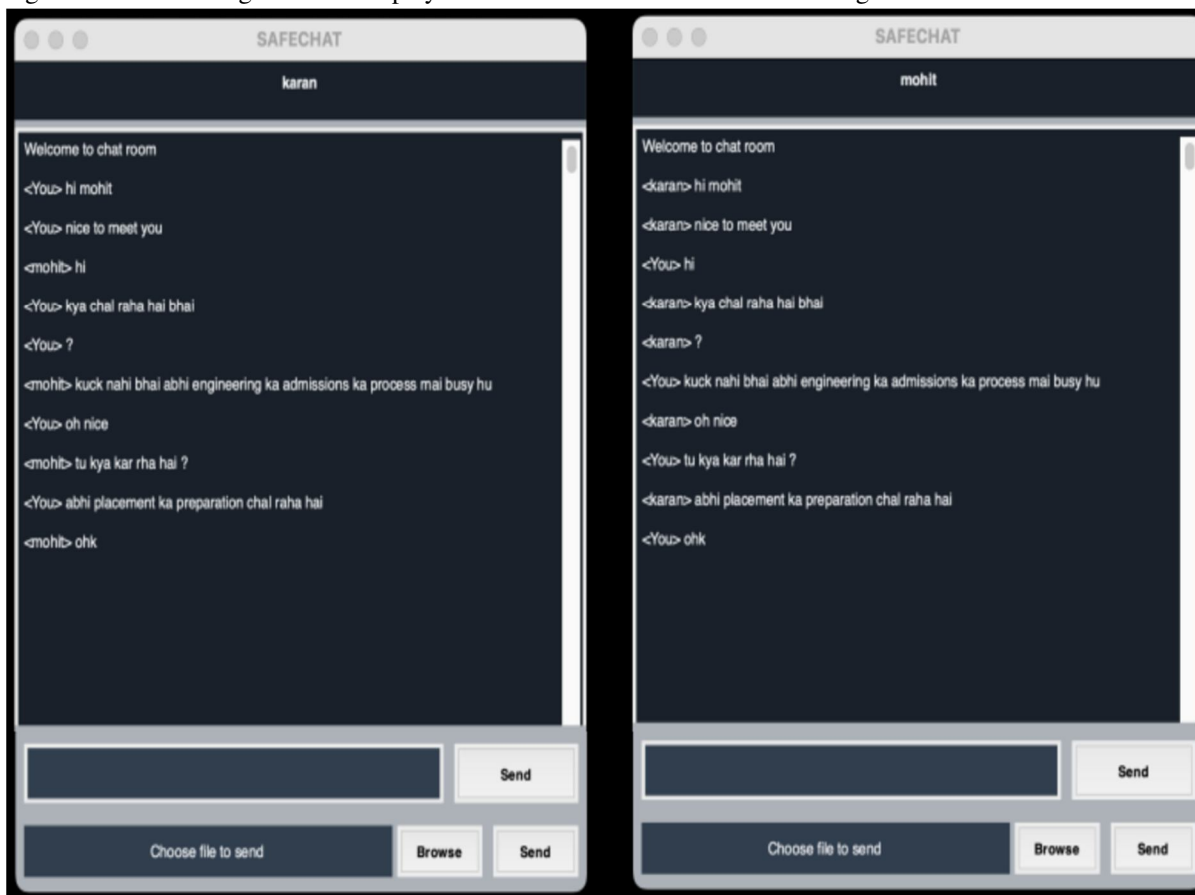 SAFECHAT
karan
Welcome to chat room
<You> hi mohit
<You> nice to meet you
<mohit> hi
<You> kya chal raha hai bhai
<You> ?
<mohit> kuck nahi bhai abhi engineering ka admissions ka process mai busy hu
<You> oh nice
<mohit> tu kya kar rha hai ?
<You> abhi placement ka preparation chal raha hai
<mohit> ohk
Send
Choose file to send
Browse
Send
SAFECHAT
mohit
Welcome to chat room
<karan> hi mohit
<karan> nice to meet you
<You> hi
<karan> kya chal raha hai bhai
<karan> ?
<You> kuck nahi bhai abhi engineering ka admissions ka process mai busy hu
<karan> oh nice
<You> tu kya kar rha hai ?
<karan> abhi placement ka preparation chal raha hai
<You> ohk
Send
Choose file to send
Browse
Send